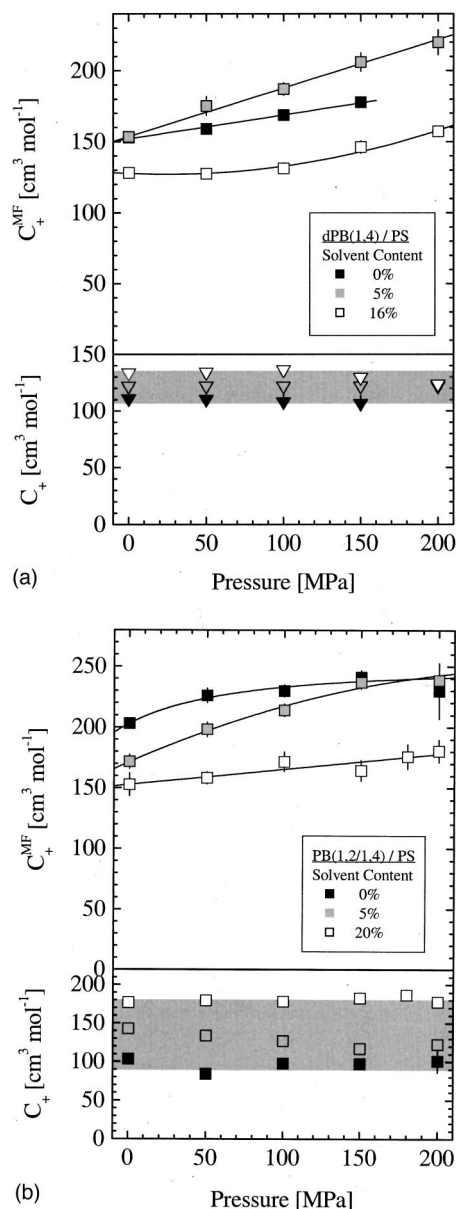 200
150
100
50
C₊ᴹᶠ [cm³ mol⁻¹]
dPB(1,4) / PS
Solvent Content
0%
5%
16%
150
100
50
0
C₊ [cm³ mol⁻¹]
0 50 100 150 200
(a)
Pressure [MPa]
250
200
150
100
50
0
C₊ᴹᶠ [cm³ mol⁻¹]
PB(1,2/1,4) / PS
Solvent Content
0%
5%
20%
200
150
100
50
0
C₊ [cm³ mol⁻¹]
0 50 100 150 200
(b)
Pressure [MPa]